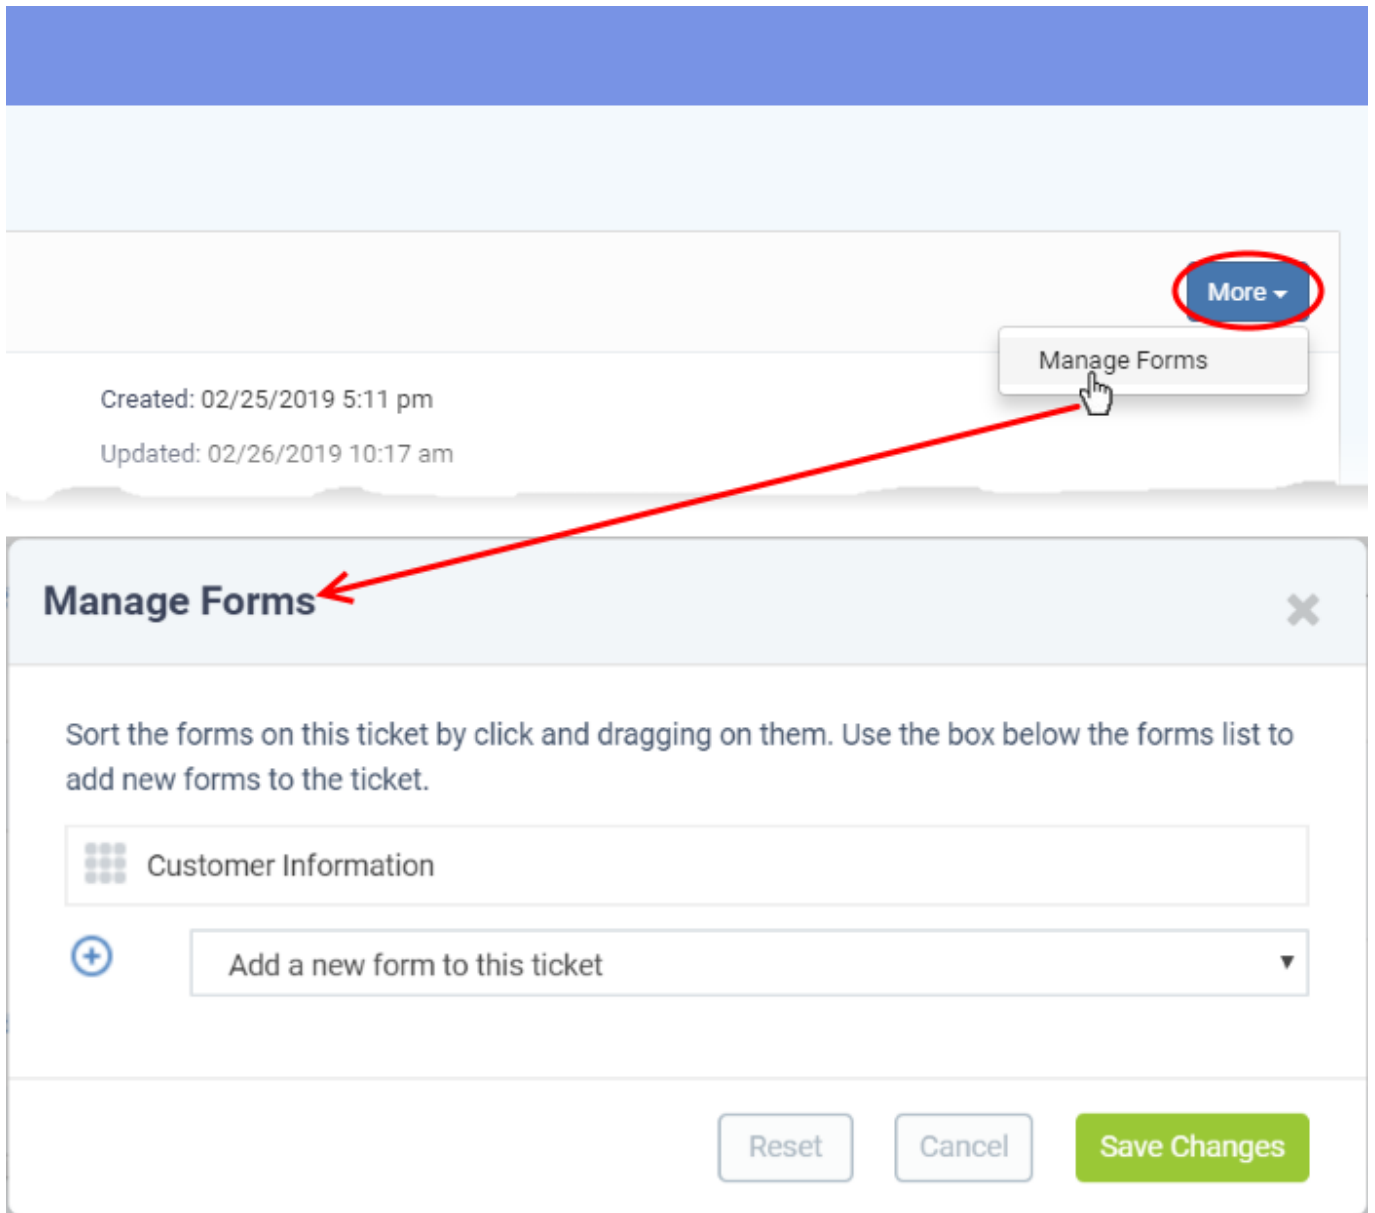 More
Manage Forms
Created: 02/25/2019 5:11 pm
Updated: 02/26/2019 10:17 am
Manage Forms
Sort the forms on this ticket by click and dragging on them. Use the box below the forms list to
add new forms to the ticket.
Customer Information
Add a new form to this ticket
Reset Cancel Save Changes